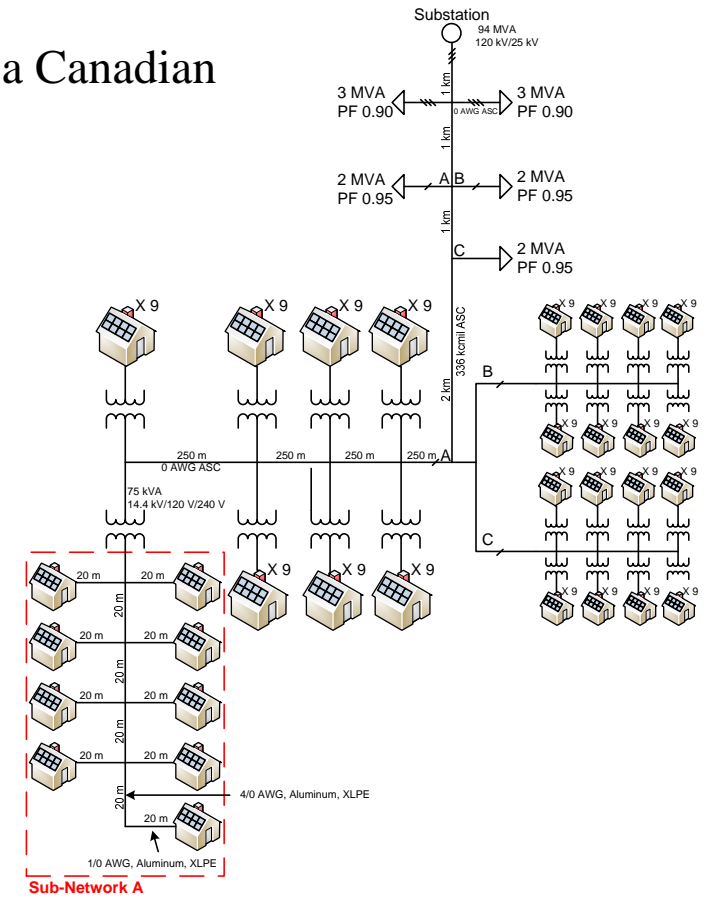 a Canadian
Substation
94 MVA
120 kV/25 kV
1 km
3 MVA
PF 0.90
0 AWG ASC
3 MVA
PF 0.90
1 km
2 MVA
PF 0.95
A B
2 MVA
PF 0.95
1 km
C
2 MVA
PF 0.95
336 kcmil ASC
2 km
X 9
X 9
X 9
X 9
X 9 X 9 X 9 X 9
B
250 m 250 m 250 m 250 m A
0 AWG ASC
X 9 X 9 X 9 X 9
X 9 X 9 X 9 X 9
75 kVA
14.4 kV/120 V/240 V
C
X 9 X 9 X 9
X 9 X 9 X 9 X 9
20 m 20 m
20 m
20 m 20 m
20 m
20 m 20 m
20 m
20 m 20 m
20 m
4/0 AWG, Aluminum, XLPE
20 m
1/0 AWG, Aluminum, XLPE
Sub-Network A